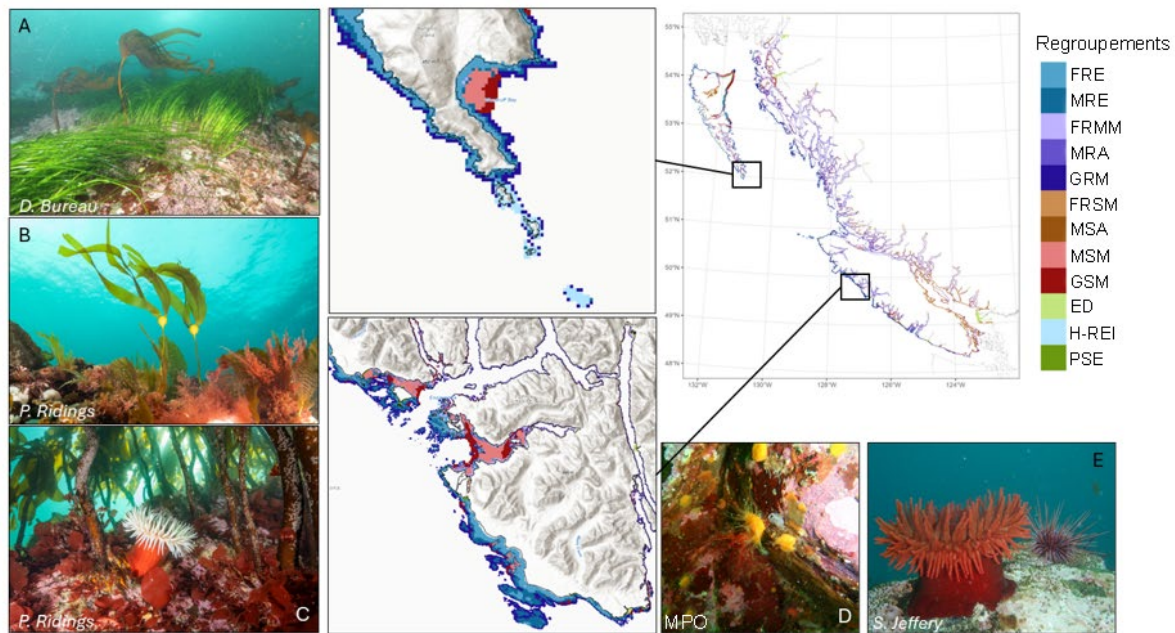 A
D. Bureau
B
P. Ridings
P. Ridings,
C
55°N
54°N
53°N
52°N
51°N
50°N
49°N
48°N
132°W
130°W
128°W
126°W
124°W
Regroupements
FRE
MRE
FRMM
MRA
GRM
FRSM
MSA
MSM
GSM
ED
H-REI
PSE
MPO
D
E
S. Jeffery